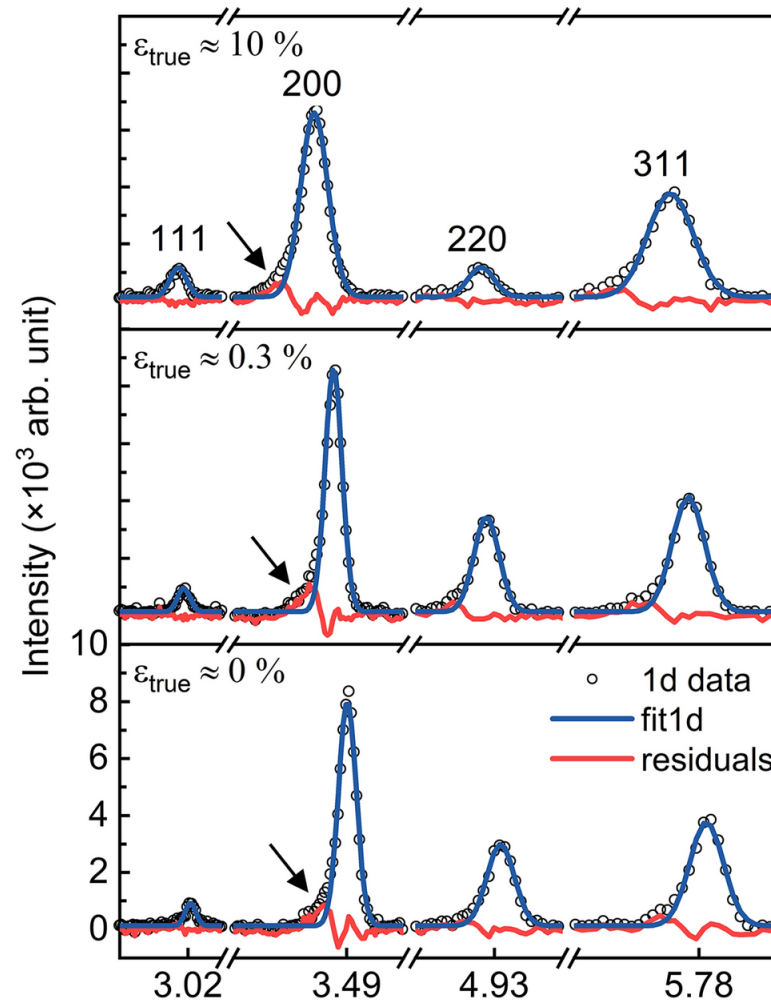 ε_true ≈ 10 %
200
311
111
220
ε_true ≈ 0.3 %
Intensity (×10³ arb. unit)
ε_true ≈ 0 %
10
8
6
4
2
0
1d data
fit1d
residuals
3.02 3.49 4.93 5.78